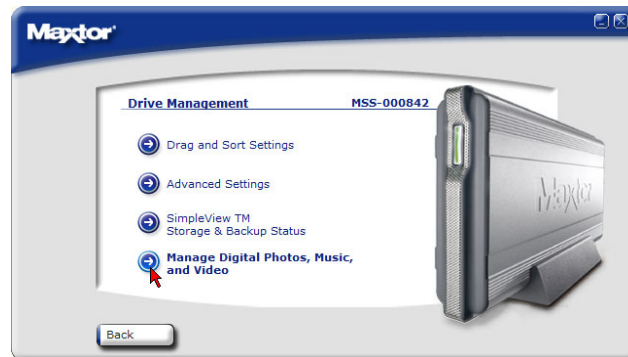 Maxtor
Drive Management MSS-000842
Drag and Sort Settings
Advanced Settings
SimpleView TM
Storage & Backup Status
Manage Digital Photos, Music,
and Video
Maxtor
Back